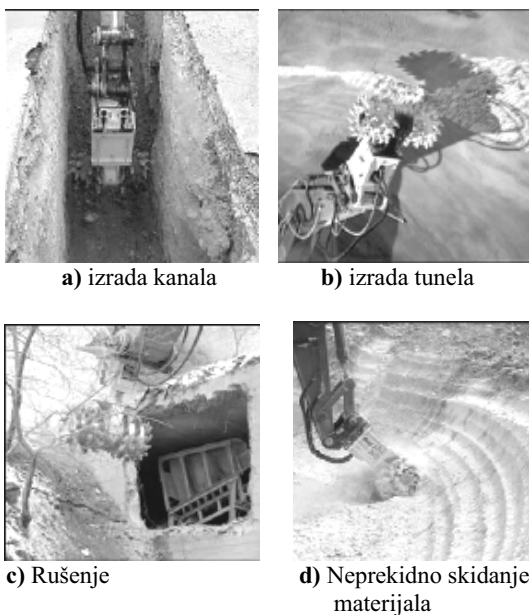 a) izrada kanala
b) izrada tunela
c) Rušenje
d) Neprekidno skidanje
materijala